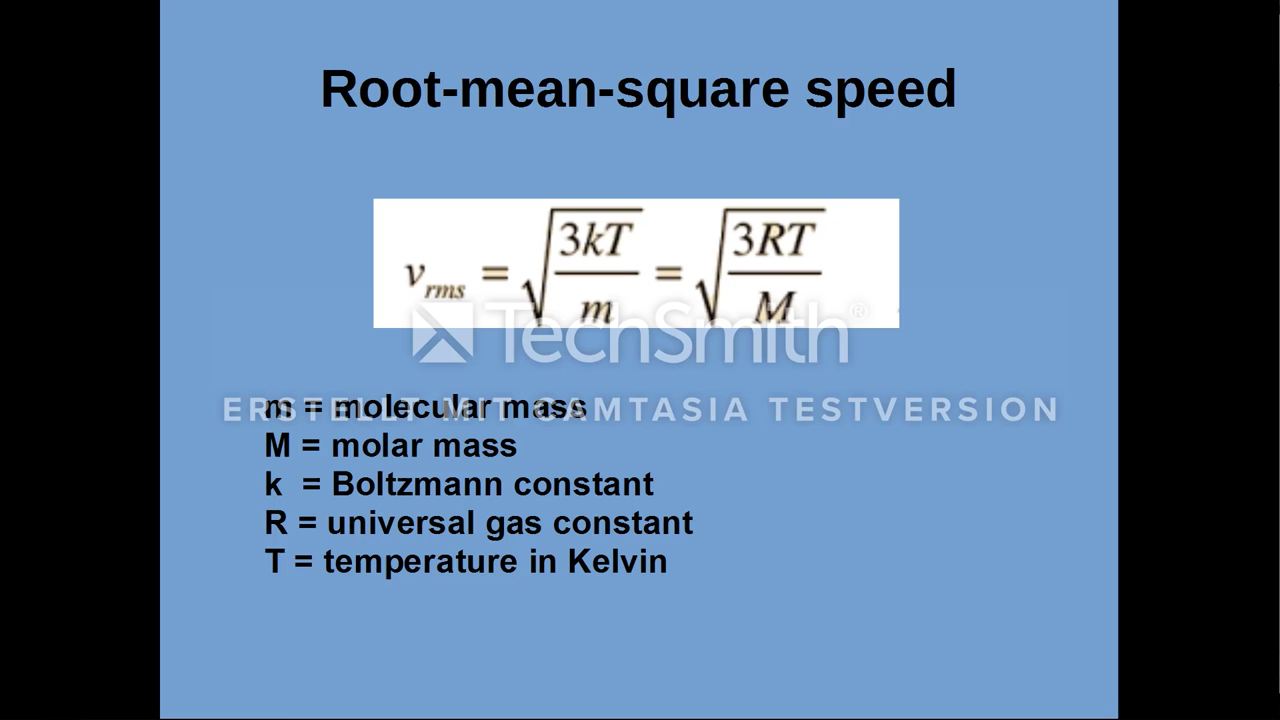 Root-mean-square speed
v_rms = √(3kT/m) = √(3RT/M)
TechSmith®
m = molecular mass
ERSTELLT MIT CAMTASIA TESTVERSION
M = molar mass
k = Boltzmann constant
R = universal gas constant
T = temperature in Kelvin